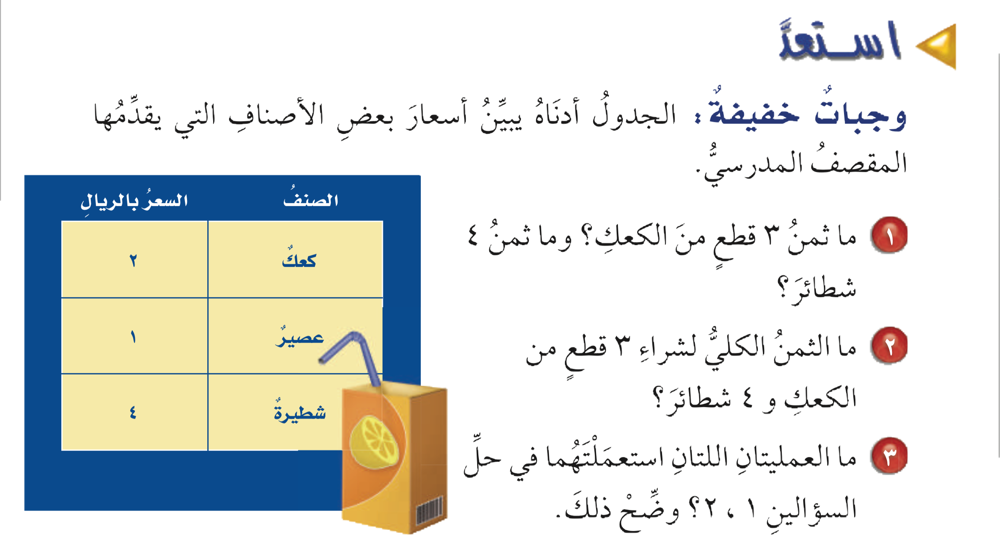 استعدَّ
وجباتٌ خفيفةٌ: الجدولُ أدنَاهُ يبيِّنُ أسعارَ بعضِ الأصنافِ التي يقدِّمُها
المقصفُ المدرسيُّ.
١ ما ثمنُ ٣ قطعٍ منَ الكعكِ؟ وما ثمنُ ٤
شطائرَ؟
٢ ما الثمنُ الكليُّ لشراءِ ٣ قطعٍ من
الكعكِ و ٤ شطائرَ؟
٣ ما العمليتانِ اللتانِ استعمَلْتَهُما في حلِّ
السؤالينِ ١ ، ٢؟ وضِّحْ ذلكَ.
الصنفُ السعرُ بالريالِ
كعكٌ ٢
عصيرٌ ١
شطيرةٌ ٤